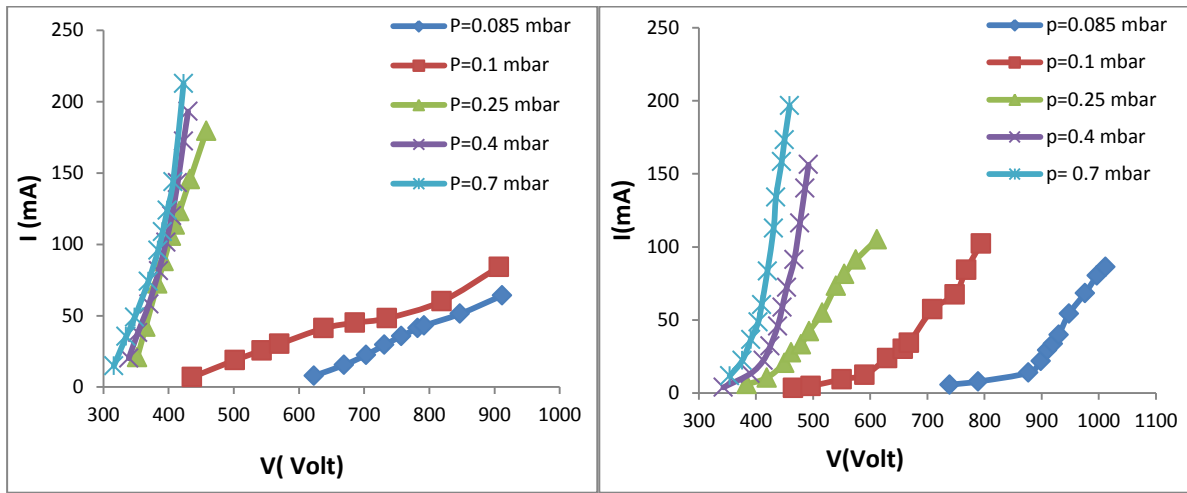 250
200
150
100
50
0
I (mA)
300 400 500 600 700 800 900 1000
V( Volt)
P=0.085 mbar
P=0.1 mbar
P=0.25 mbar
P=0.4 mbar
P=0.7 mbar
250
200
150
100
50
0
I(mA)
300 400 500 600 700 800 900 1000 1100
V(Volt)
p=0.085 mbar
p=0.1 mbar
p=0.25 mbar
p=0.4 mbar
p= 0.7 mbar